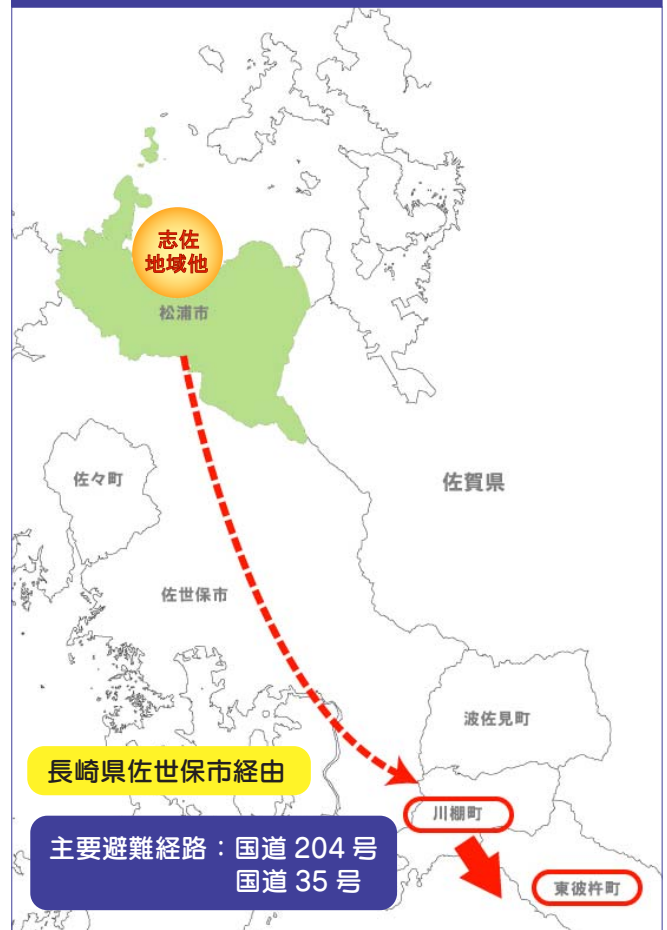 志佐
地域他
松浦市
佐々町
佐賀県
佐世保市
波佐見町
長崎県佐世保市経由
川棚町
主要避難経路：国道 204 号
国道 35 号
東彼杵町